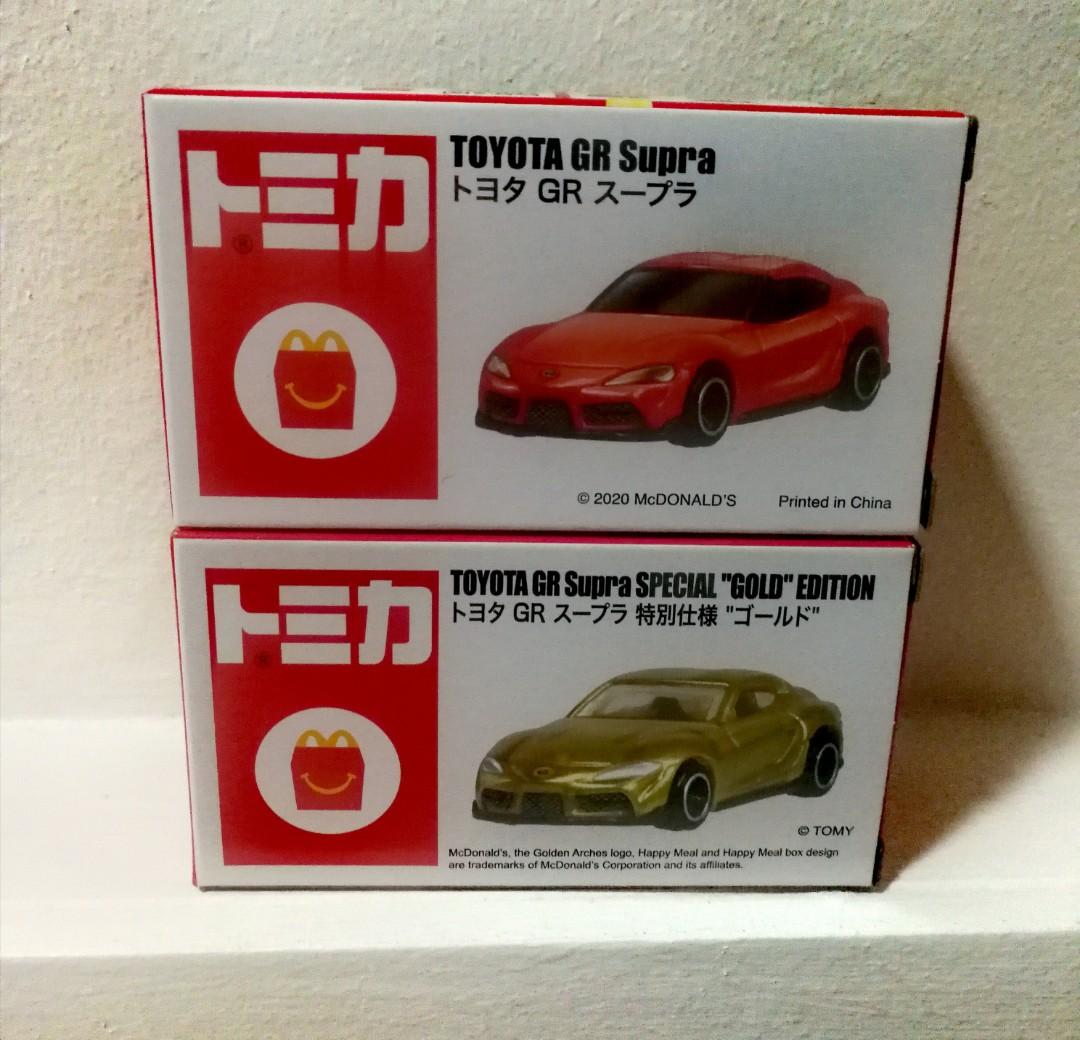 トミカ
®
TOYOTA GR Supra
トヨタ GR スープラ
© 2020 McDONALD'S
Printed in China
トミカ
®
TOYOTA GR Supra SPECIAL "GOLD" EDITION
トヨタ GR スープラ 特別仕様 "ゴールド"
© TOMY
McDonald's, the Golden Arches logo, Happy Meal and Happy Meal box design
are trademarks of McDonald's Corporation and its affiliates.